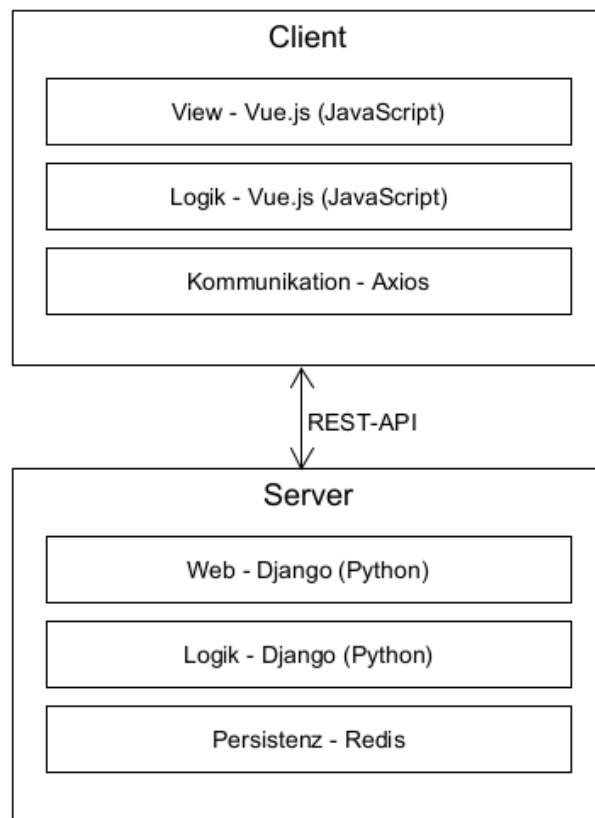 Client
View - Vue.js (JavaScript)
Logik - Vue.js (JavaScript)
Kommunikation - Axios
REST-API
Server
Web - Django (Python)
Logik - Django (Python)
Persistenz - Redis